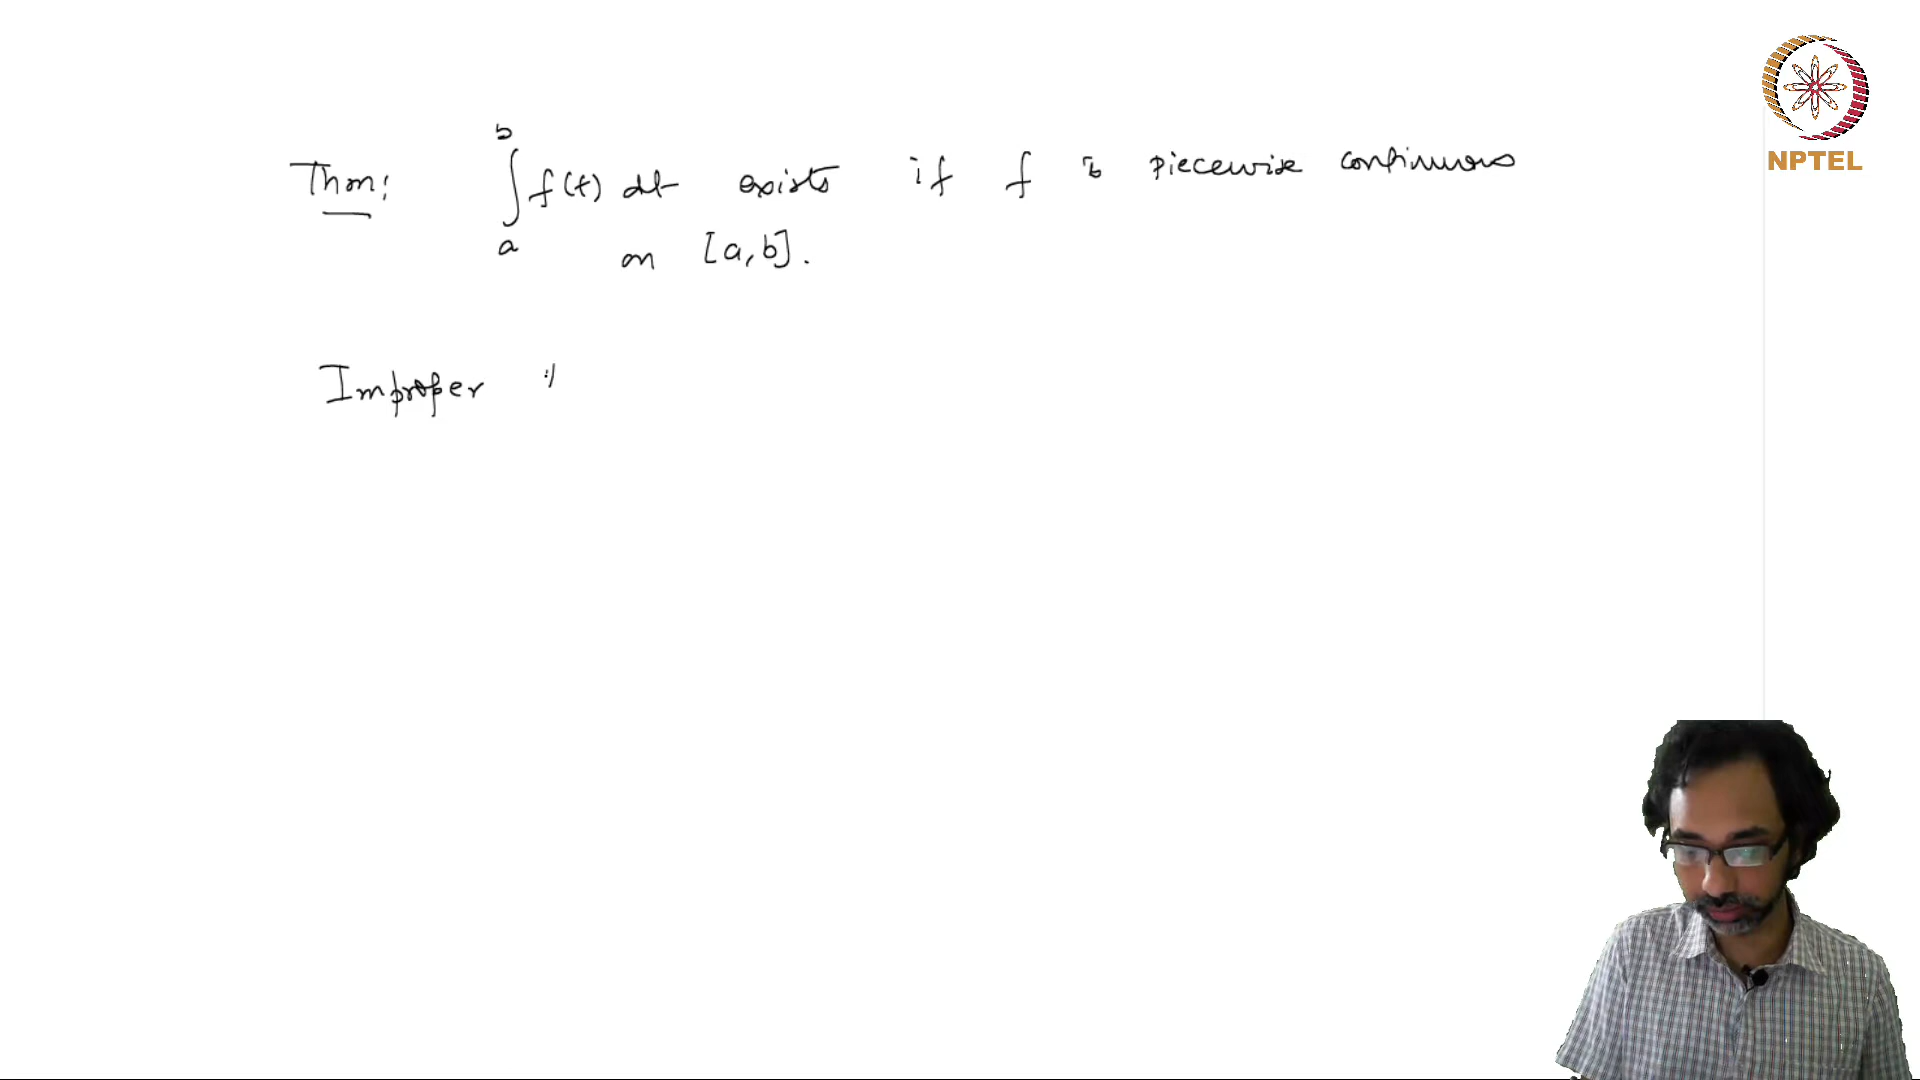 Thm: ∫_a^b f(t) dt exists if f is piecewise continuous
on [a,b].
Improper
NPTEL